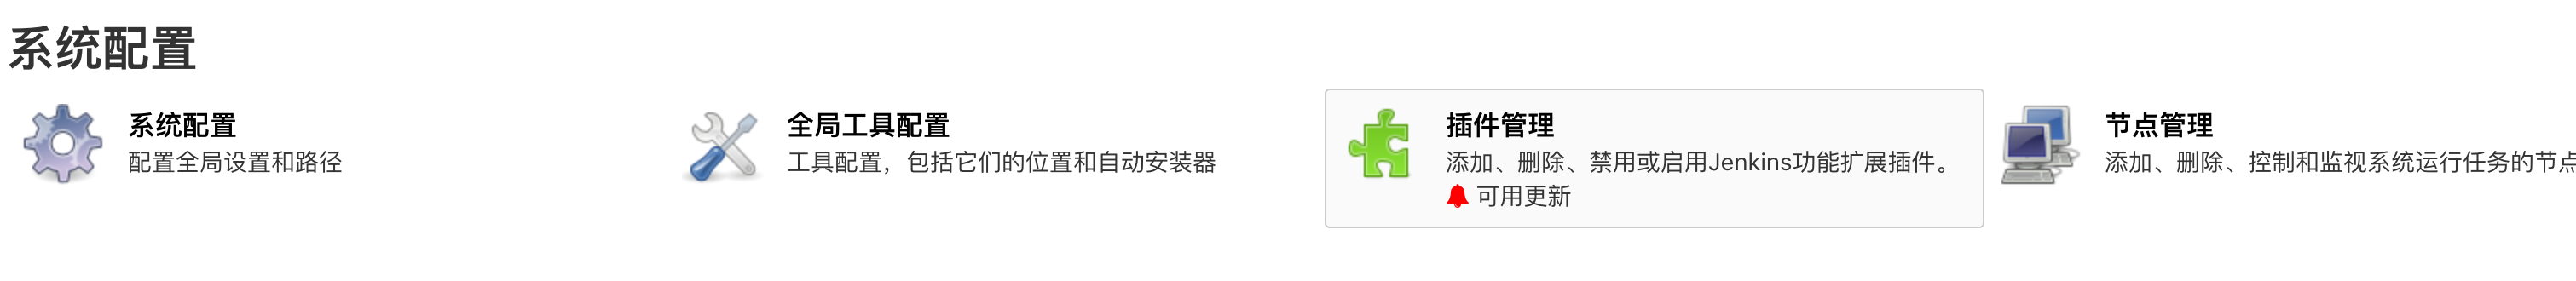 系统配置
系统配置
配置全局设置和路径
全局工具配置
工具配置，包括它们的位置和自动安装器
插件管理
添加、删除、禁用或启用Jenkins功能扩展插件。
可用更新
节点管理
添加、删除、控制和监视系统运行任务的节点